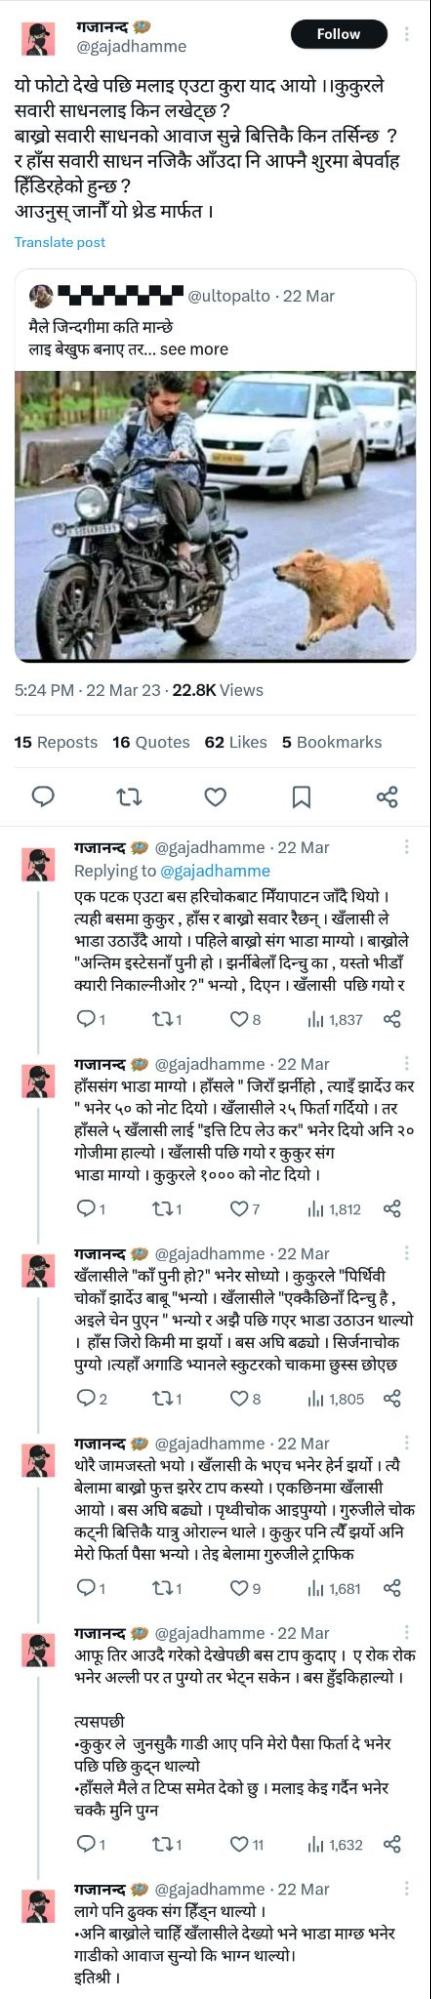 गजानन्द
@gajadhamme
Follow
यो फोटो देखे पछि मलाइ एउटा कुरा याद आयो ।।कुकुरले
सवारी साधनलाइ किन लखेट्छ ?
बाख्रो सवारी साधनको आवाज सुन्ने बित्तिकै किन तर्सिन्छ ?
र हाँस सवारी साधन नजिकै आँउदा नि आफ्नै शुरमा बेपर्वाह
हिँडिरहेको हुन्छ ?
आउनुस् जानौँ यो थ्रेड मार्फत ।
Translate post
@ultopalto · 22 Mar
मैले जिन्दगीमा कति मान्छे
लाइ बेखुफ बनाए तर... see more
5:24 PM · 22 Mar 23 · 22.8K Views
15 Reposts 16 Quotes 62 Likes 5 Bookmarks
गजानन्द @gajadhamme · 22 Mar
Replying to @gajadhamme
एक पटक एउटा बस हरिचोकबाट मिँयापाटन जाँदै थियो ।
त्यही बसमा कुकुर , हाँस र बाख्रो सवार रैछन् । खँलासी ले
भाडा उठाउँदै आयो । पहिले बाख्रो संग भाडा माग्यो । बाख्रोले
"अन्तिम इस्टेसनाँ पुनी हो । झर्नीबेलाँ दिन्चु का , यस्तो भीडाँ
क्यारी निकाल्नीओर ?" भन्यो , दिएन । खँलासी पछि गयो र
1 1 8 1,837
गजानन्द @gajadhamme · 22 Mar
हाँससंग भाडा माग्यो । हाँसले " जिराँ झर्नीहो , त्याइँ झार्देउ कर
" भनेर ५० को नोट दियो । खँलासीले २५ फिर्ता गर्दियो । तर
हाँसले ५ खँलासी लाई "इत्ति टिप लेउ कर" भनेर दियो अनि २०
गोजीमा हाल्यो । खँलासी पछि गयो र कुकुर संग
भाडा माग्यो । कुकुरले १००० को नोट दियो ।
1 1 7 1,812
गजानन्द @gajadhamme · 22 Mar
खँलासीले "काँ पुनी हो?" भनेर सोध्यो । कुकुरले "पिर्थिवी
चोकाँ झार्देउ बाबू "भन्यो । खँलासीले "एक्कैछिनाँ दिन्चु है ,
अइले चेन पुएन " भन्यो र अझै पछि गएर भाडा उठाउन थाल्यो
। हाँस जिरो किमी मा झर्यो । बस अघि बढ्यो । सिर्जनाचोक
पुग्यो ।त्यहाँ अगाडि भ्यानले स्कुटरको चाकमा छुस्स छोएछ
2 1 8 1,805
गजानन्द @gajadhamme · 22 Mar
थोरै जामजस्तो भयो । खँलासी के भएच भनेर हेर्न झर्यो । त्यै
बेलामा बाख्रो फुत्त झरेर टाप कस्यो । एकछिनमा खँलासी
आयो । बस अघि बढ्यो । पृथ्वीचोक आइपुग्यो । गुरुजीले चोक
कट्नी बित्तिकै यात्रु ओराल्न थाले । कुकुर पनि त्यैँ झर्यो अनि
मेरो फिर्ता पैसा भन्यो । तेइ बेलामा गुरुजीले ट्राफिक
1 1 9 1,681
गजानन्द @gajadhamme · 22 Mar
आफू तिर आउदै गरेको देखेपछी बस टाप कुदाए । ए रोक रोक
भनेर अल्ली पर त पुग्यो तर भेट्न सकेन । बस हुँइकिहाल्यो ।
त्यसपछी
•कुकुर ले जुनसुकै गाडी आए पनि मेरो पैसा फिर्ता दे भनेर
पछि पछि कुद्न थाल्यो
•हाँसले मैले त टिप्स समेत देको छु । मलाइ केइ गर्दैन भनेर
चक्कै मुनि पुग्न
1 1 11 1,632
गजानन्द @gajadhamme · 22 Mar
लागे पनि ढुक्क संग हिँड्न थाल्यो ।
•अनि बाख्रोले चाहिँ खँलासीले देख्यो भने भाडा माग्छ भनेर
गाडीको आवाज सुन्यो कि भाग्न थाल्यो।
इतिश्री ।